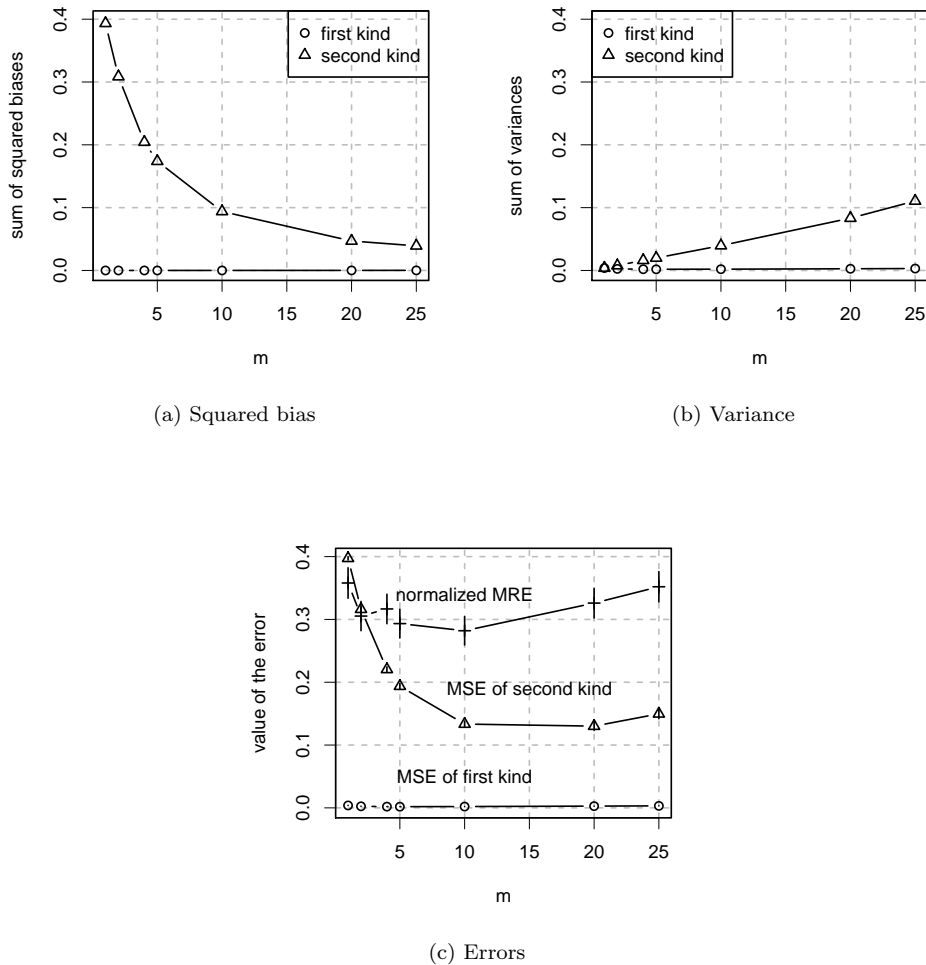 sum of squared biases
0.0 0.1 0.2 0.3 0.4
first kind
second kind
5 10 15 20 25
m
(a) Squared bias
sum of variances
0.0 0.1 0.2 0.3 0.4
first kind
second kind
5 10 15 20 25
m
(b) Variance
value of the error
0.0 0.1 0.2 0.3 0.4
normalized MRE
MSE of second kind
MSE of first kind
5 10 15 20 25
m
(c) Errors